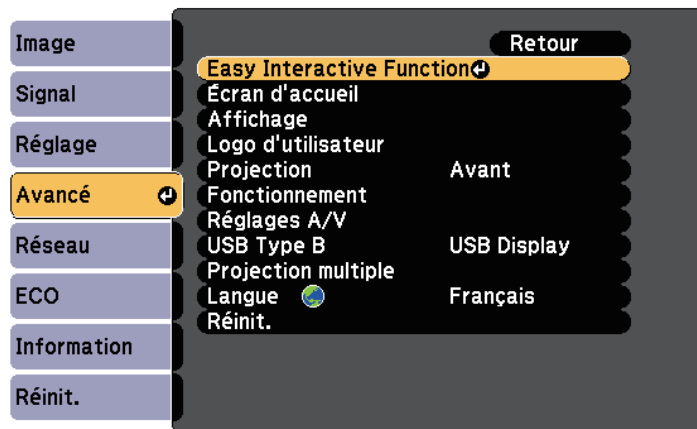 Image
Signal
Réglage
Avancé
Réseau
ECO
Information
Réinit.
Retour
Easy Interactive Function
Écran d'accueil
Affichage
Logo d'utilisateur
Projection Avant
Fonctionnement
Réglages A/V
USB Type B USB Display
Projection multiple
Langue Français
Réinit.